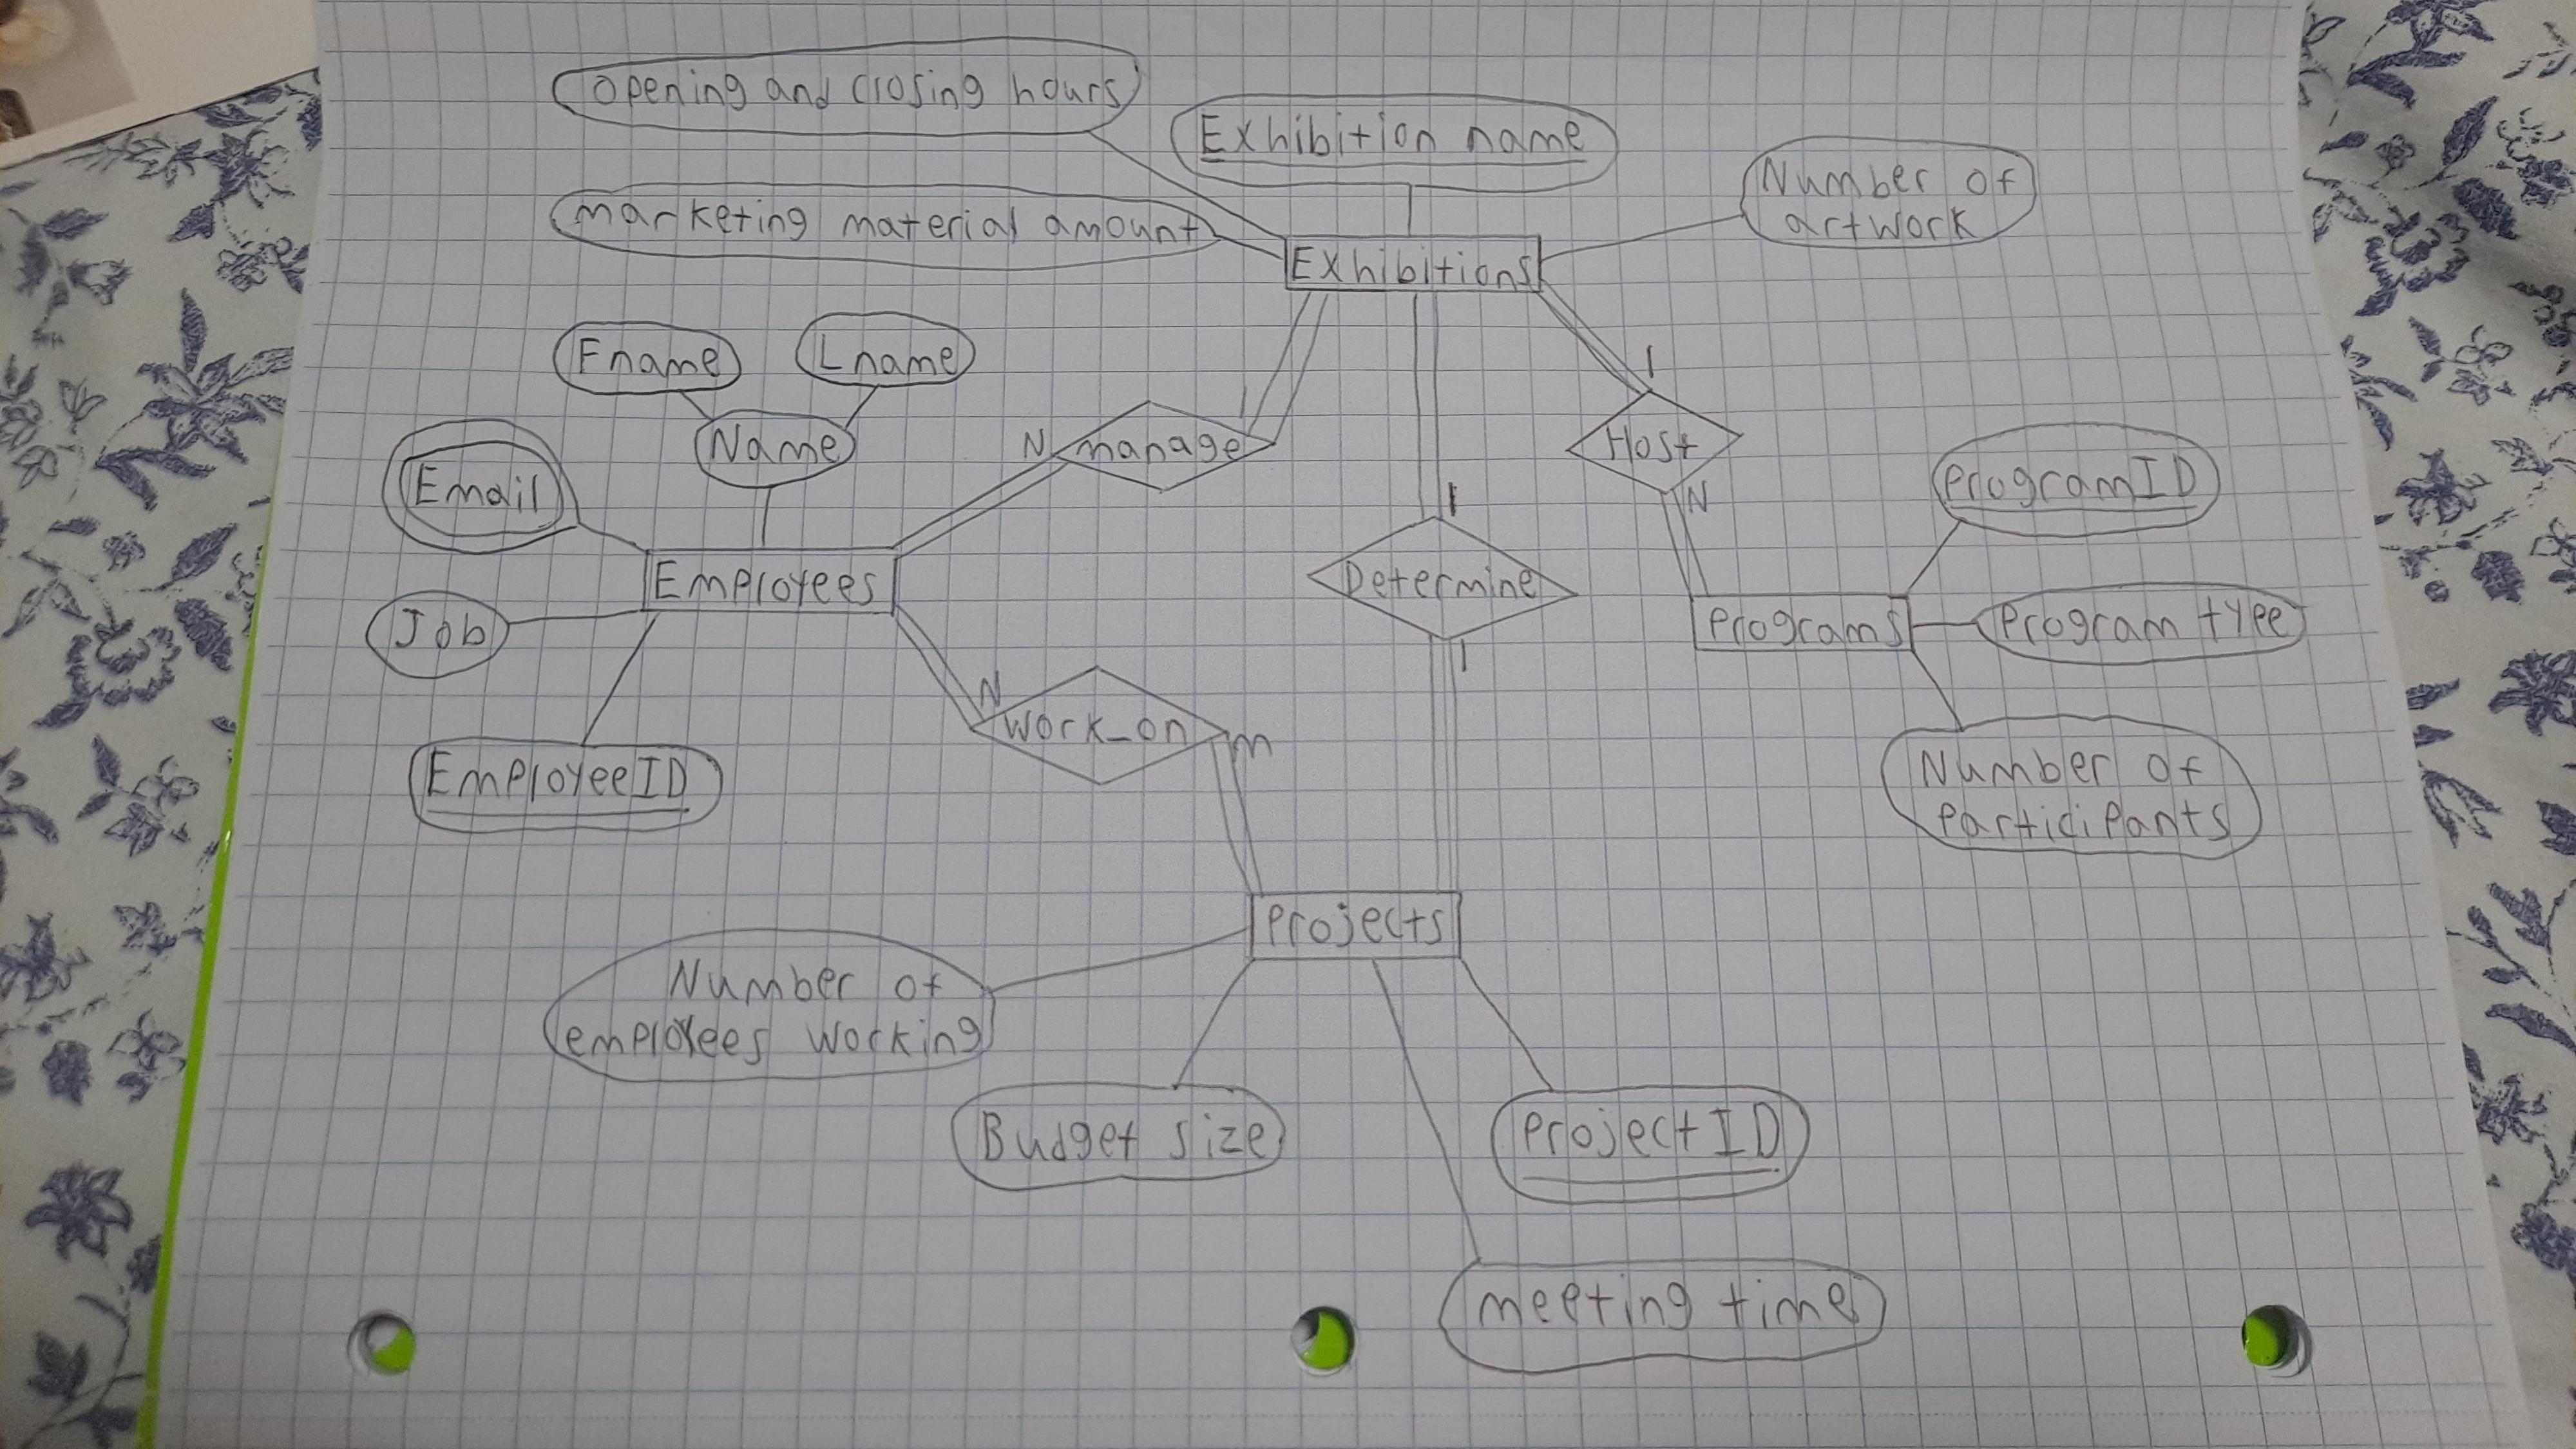 Opening and closing hours
Exhibition name
Number of
artwork
marketing material amount
Exhibitions
Fname
Lname
1
1
Name
N
manage
Host
Email
N
1
ProgramID
Employees
Determine
Job
1
Programs
Program type
N
Work_on
m
EmployeeID
Number of
participants
Projects
Number of
employees working
Budget size
Project ID
meeting time